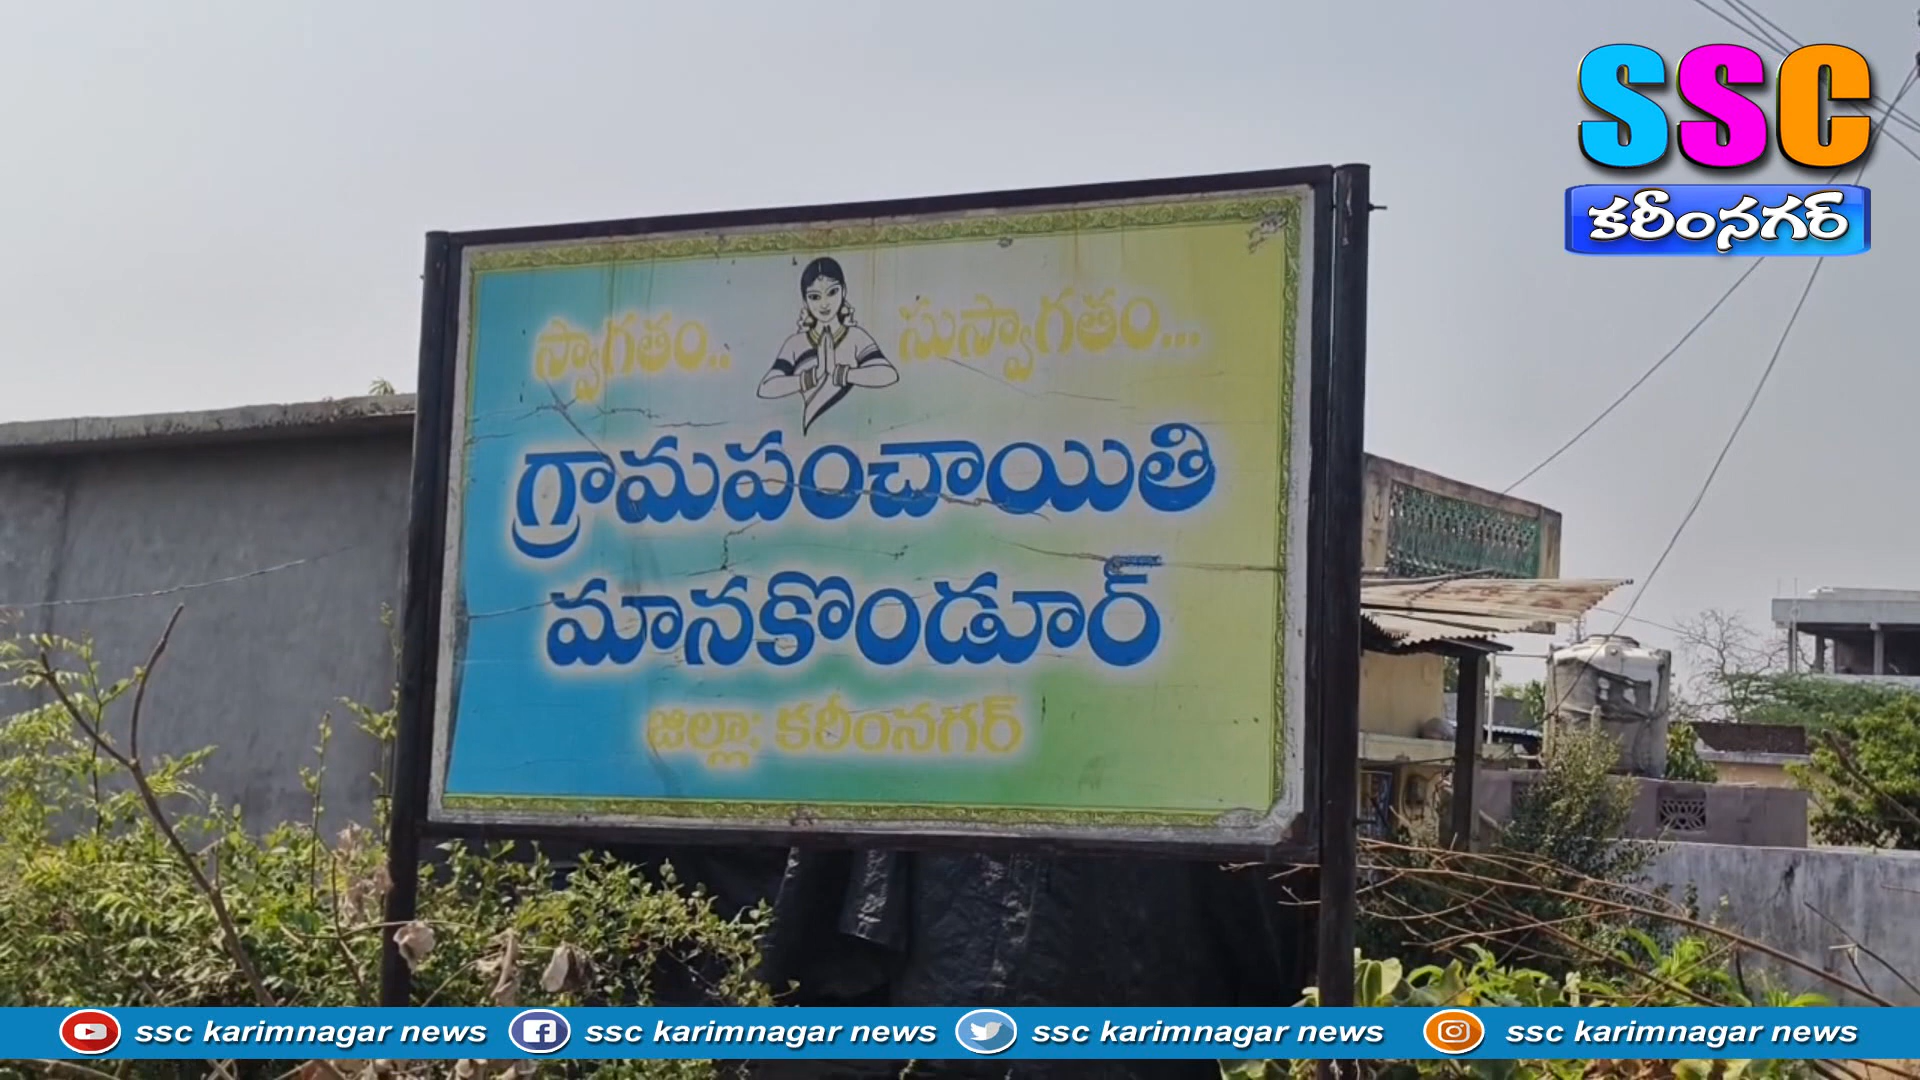 SSC
కరీంనగర్
స్వాగతం.. సుస్వాగతం...
గ్రామపంచాయితి
మానకొండూర్
జిల్లా: కరీంనగర్
ssc karimnagar news ssc karimnagar news ssc karimnagar news ssc karimnagar news